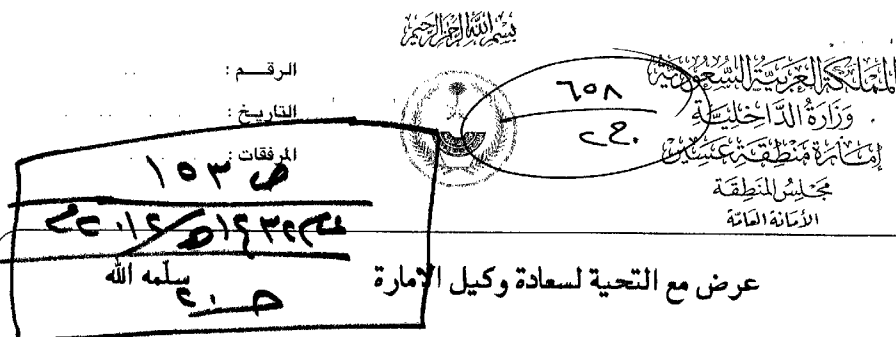 بسم الله الرحمن الرحيم
المملكة العربية السعودية
وزارة الداخلية
إمارة منطقة عسير
مجلس المنطقة
الأمانة العامة
٦٥٨
الرقم :
التاريخ :
المرفقات :
ص ١٥٣
عرض مع التحية لسعادة وكيل الامارة سلمه الله